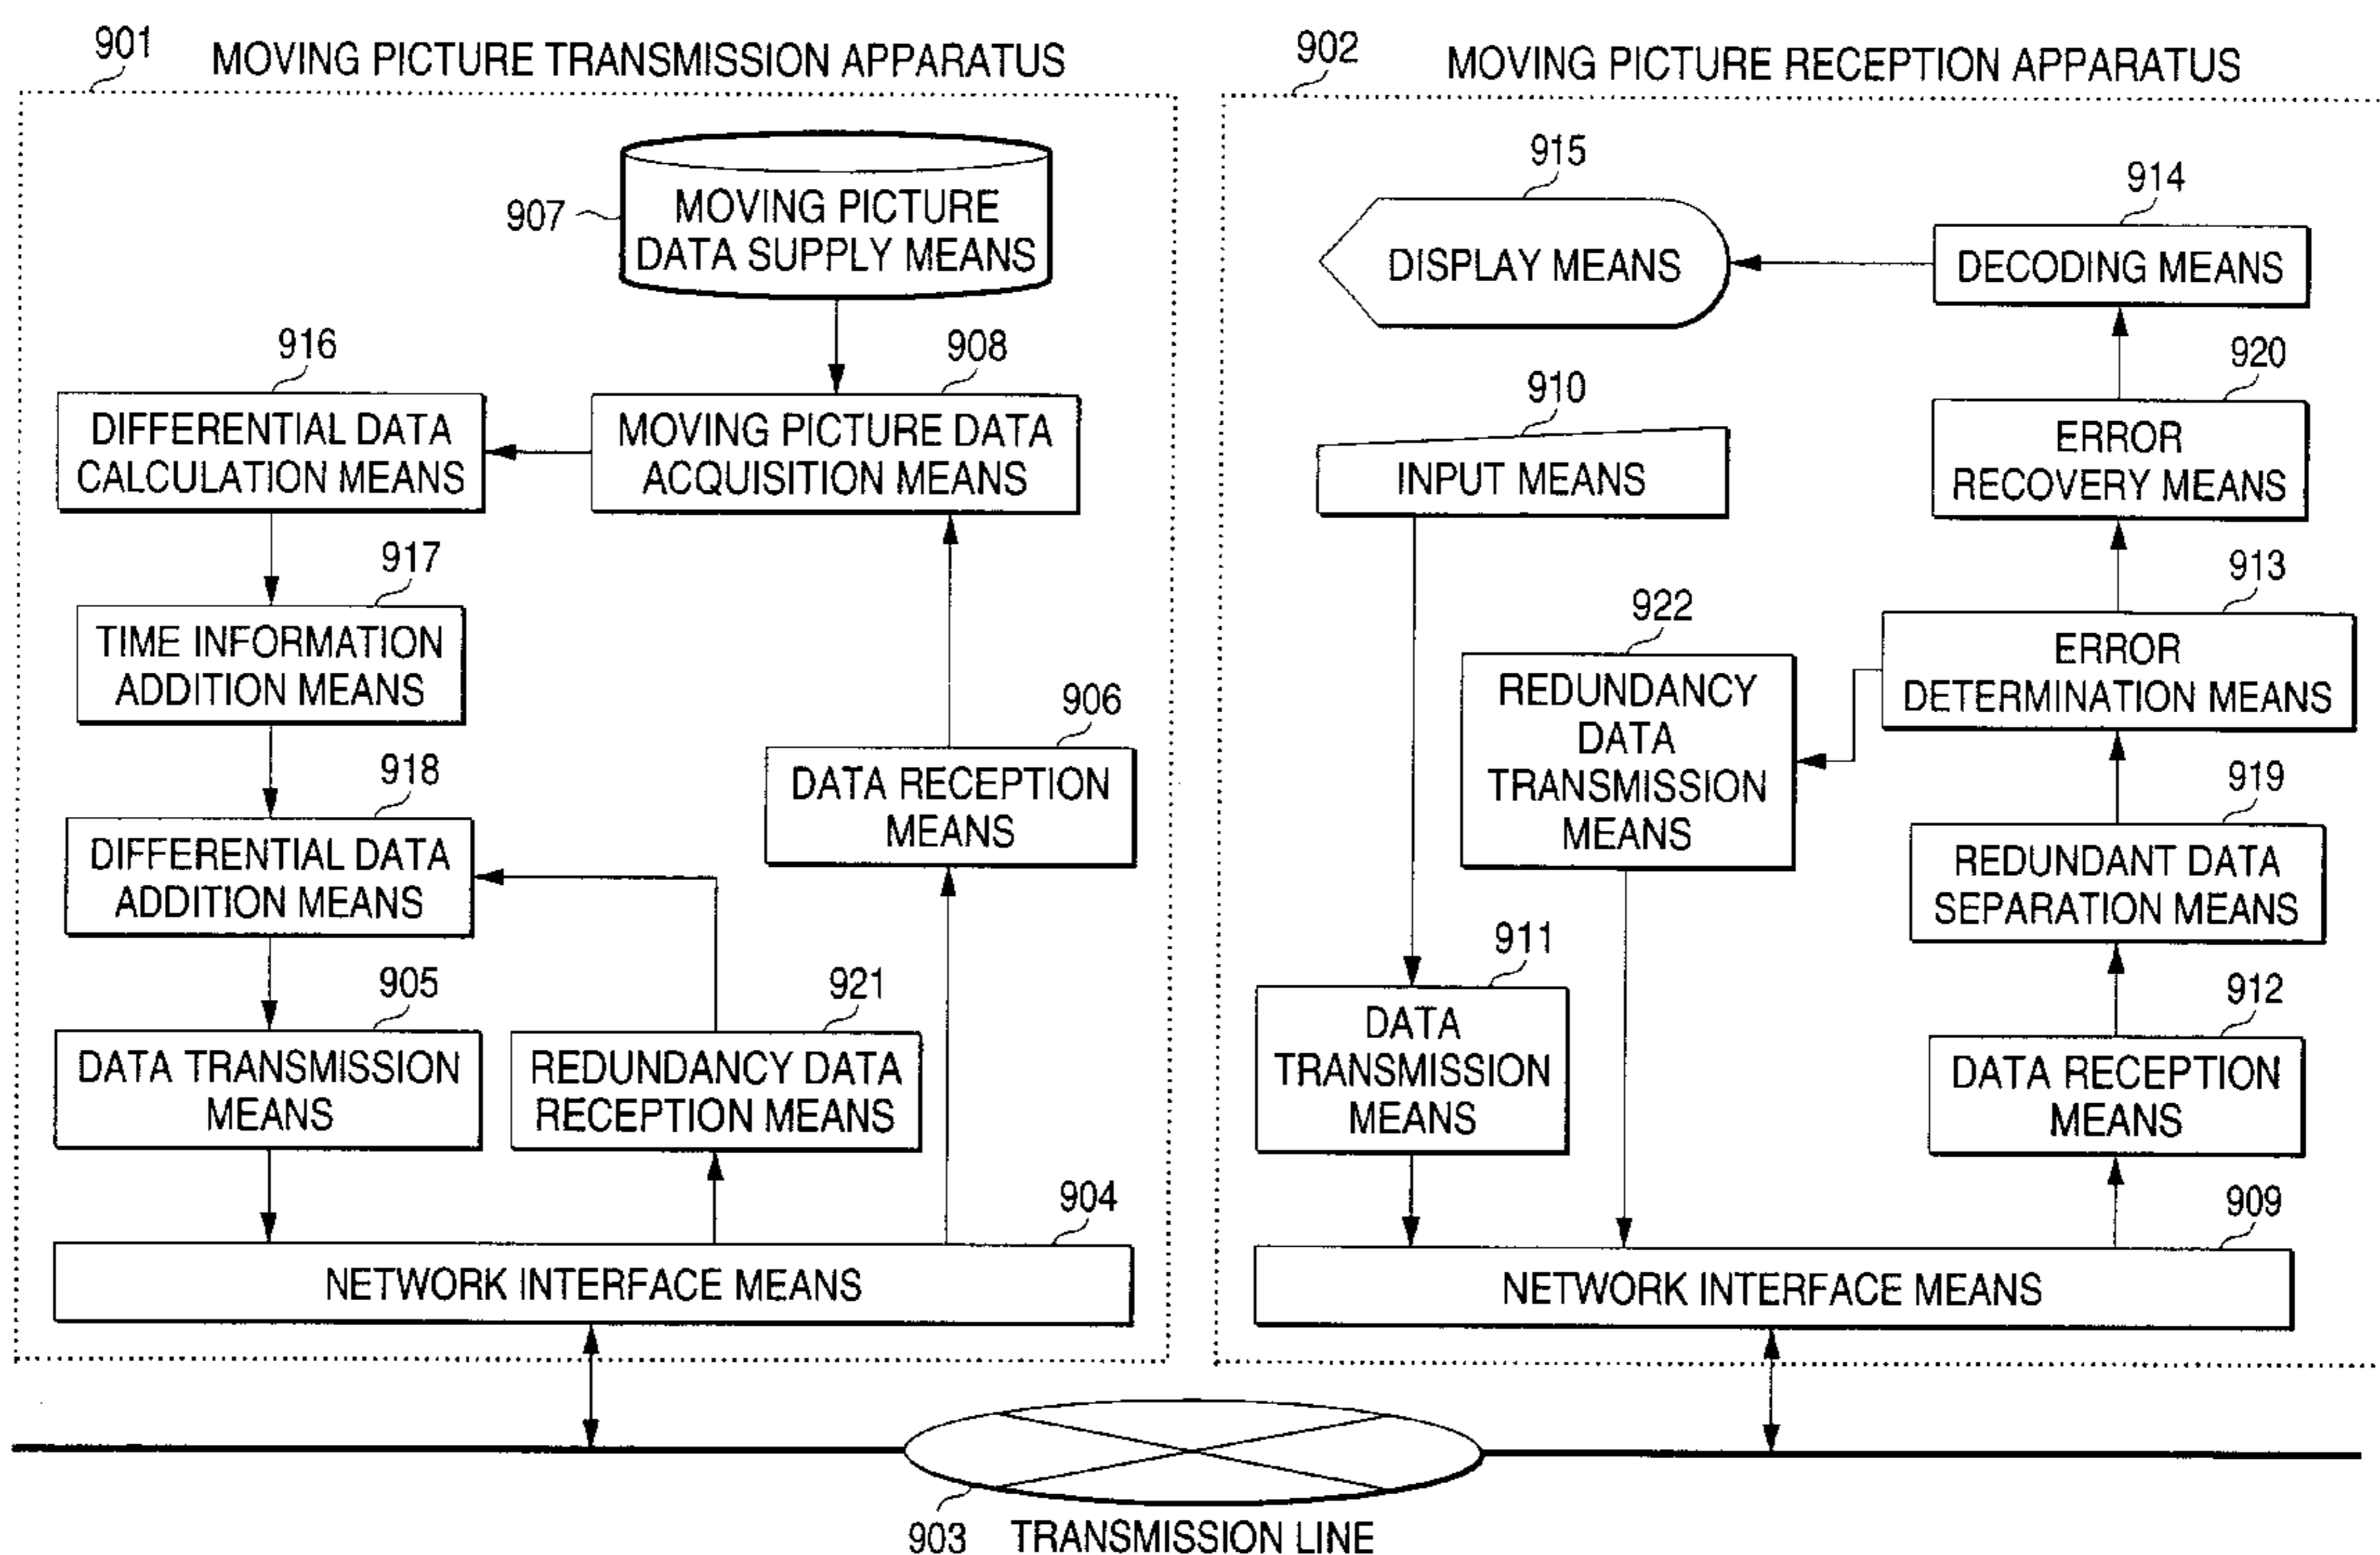 901
MOVING PICTURE TRANSMISSION APPARATUS
907
MOVING PICTURE
DATA SUPPLY MEANS
916
DIFFERENTIAL DATA
CALCULATION MEANS
908
MOVING PICTURE DATA
ACQUISITION MEANS
917
TIME INFORMATION
ADDITION MEANS
906
DATA RECEPTION
MEANS
918
DIFFERENTIAL DATA
ADDITION MEANS
905
DATA TRANSMISSION
MEANS
921
REDUNDANCY DATA
RECEPTION MEANS
904
NETWORK INTERFACE MEANS
902
MOVING PICTURE RECEPTION APPARATUS
915
DISPLAY MEANS
914
DECODING MEANS
910
INPUT MEANS
920
ERROR
RECOVERY MEANS
922
REDUNDANCY
DATA
TRANSMISSION
MEANS
913
ERROR
DETERMINATION MEANS
919
REDUNDANT DATA
SEPARATION MEANS
911
DATA
TRANSMISSION
MEANS
912
DATA RECEPTION
MEANS
909
NETWORK INTERFACE MEANS
903
TRANSMISSION LINE